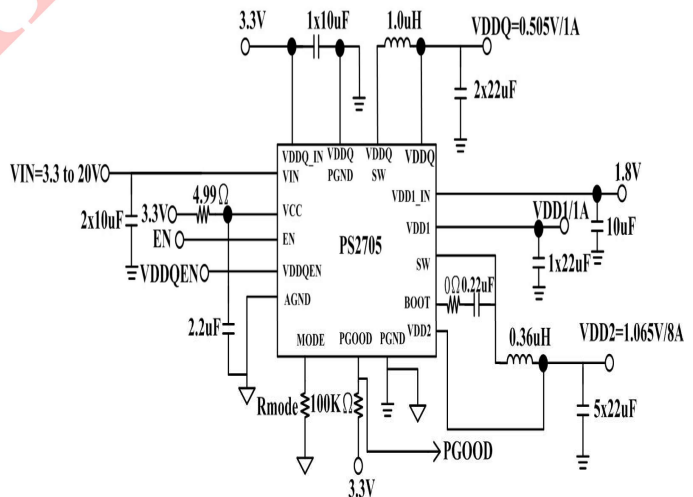 3.3V
1x10uF
1.0uH
VDDQ=0.505V/1A
2x22uF
VDDQ_IN
VDDQ
PGND
VDDQ
SW
VDDQ
VIN=3.3 to 20V
VIN
1.8V
VDD1_IN
4.99Ω
2x10uF
3.3V
VCC
VDD1/1A
10uF
VDD1
EN
EN
PS2705
SW
1x22uF
VDDQEN
VDDQEN
0Ω
0.22uF
AGND
BOOT
2.2uF
VDD2
0.36uH
VDD2=1.065V/8A
MODE
PGOOD
PGND
Rmode
100KΩ
5x22uF
PGOOD
3.3V